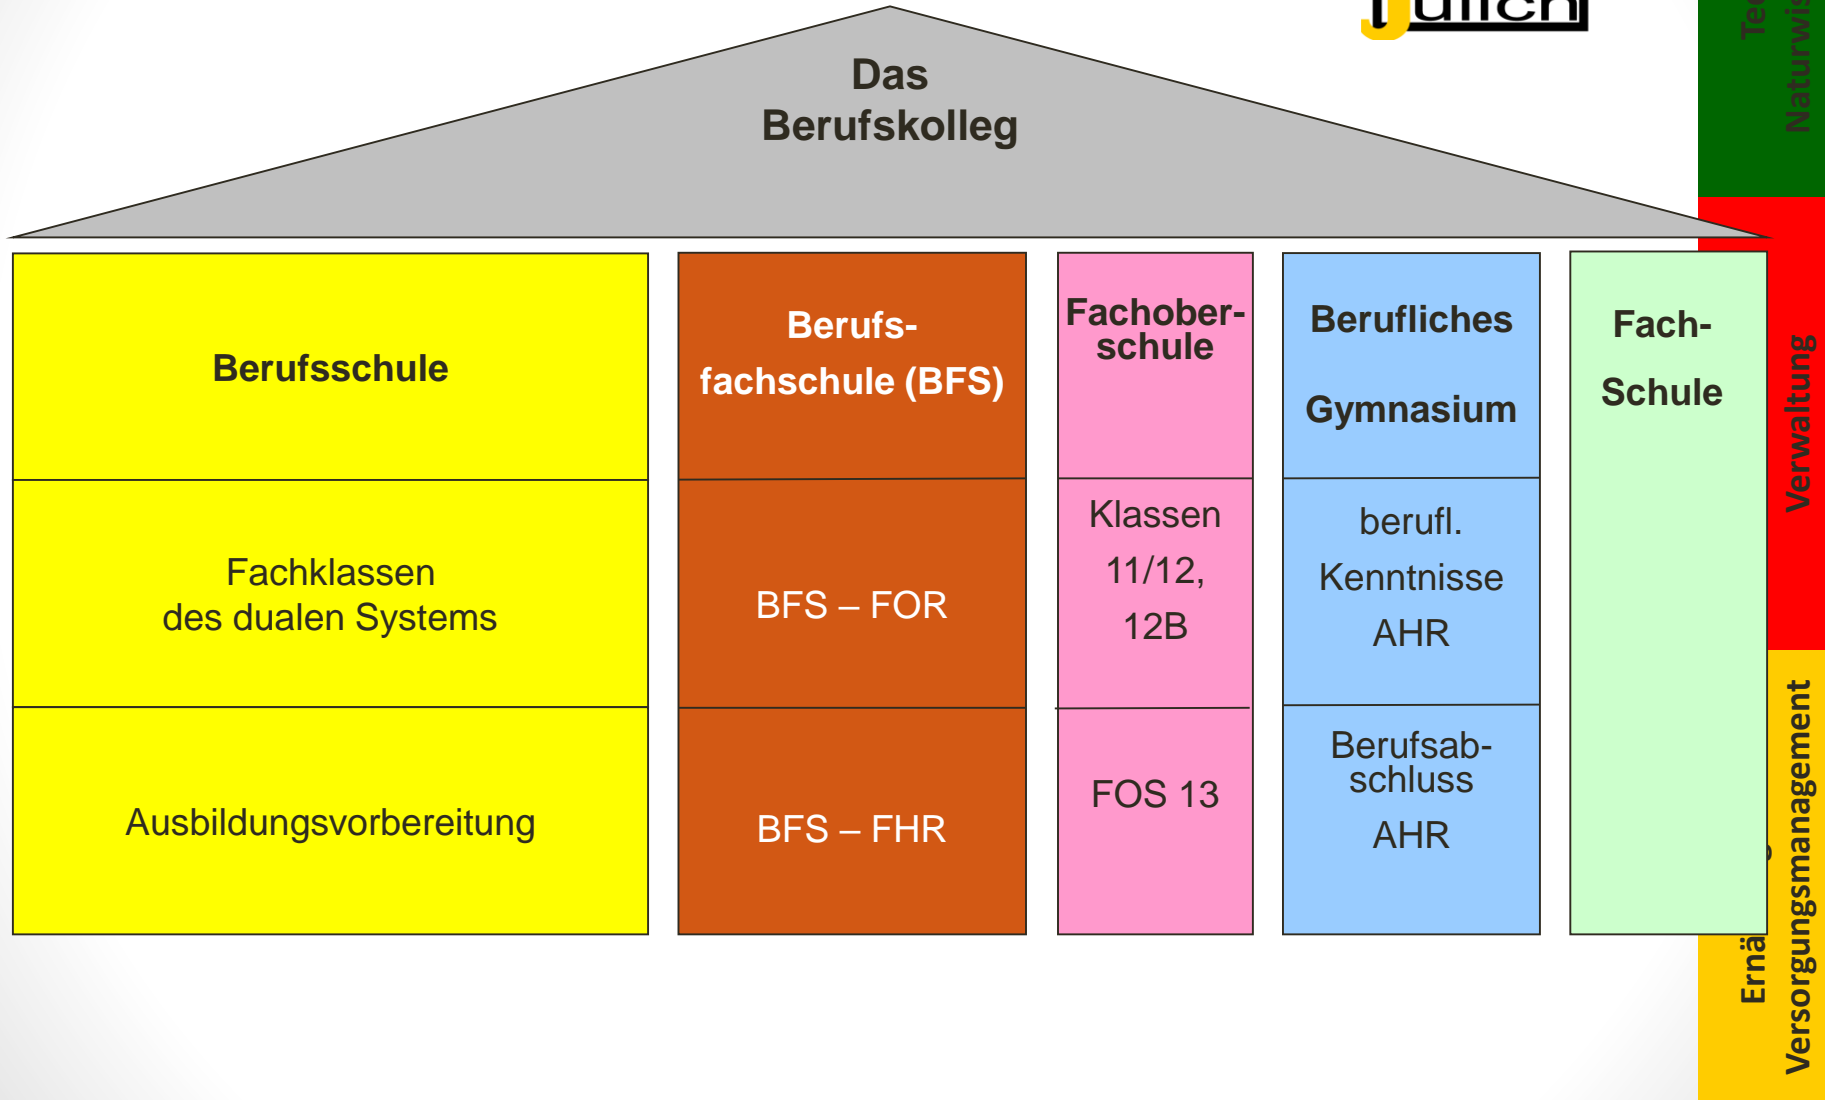 Das
Berufskolleg
Berufsschule
Fachklassen
des dualen Systems
Ausbildungsvorbereitung
Berufs-
fachschule (BFS)
BFS – FOR
BFS – FHR
Fachober-
schule
Klassen
11/12,
12B
FOS 13
Berufliches
Gymnasium
berufl.
Kenntnisse
AHR
Berufsab-
schluss
AHR
Fach-
Schule
Verwaltung
Versorgungsmanagement